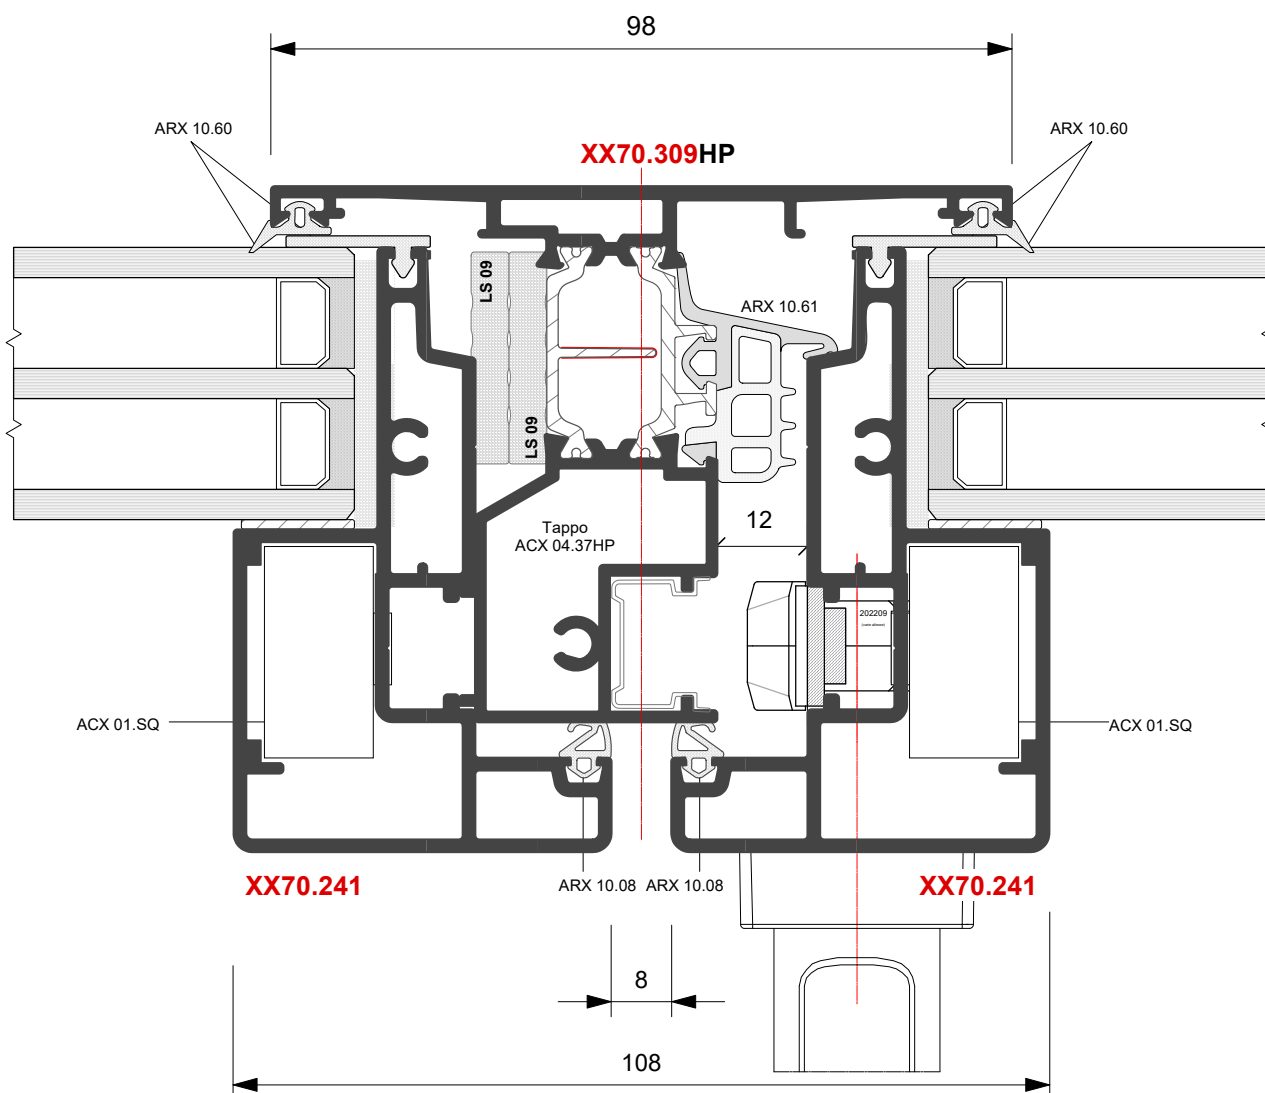 98
ARX 10.60
ARX 10.60
XX70.309HP
LS 09
ARX 10.61
LS 09
12
Tappo
ACX 04.37HP
202209
ACX 01.SQ
ACX 01.SQ
XX70.241
ARX 10.08
ARX 10.08
XX70.241
8
108